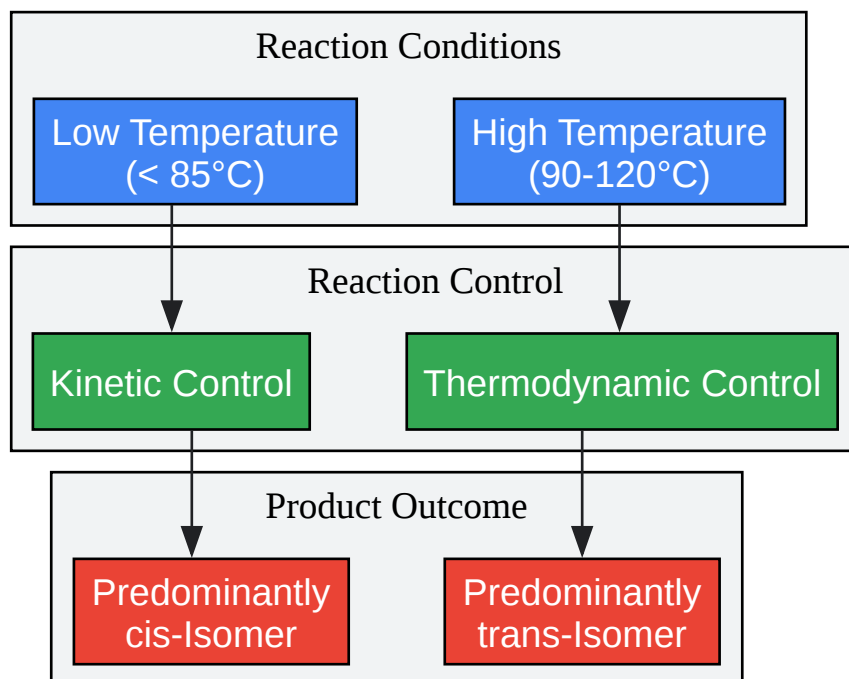 Reaction Conditions
Low Temperature
(< 85°C)
High Temperature
(90-120°C)
Reaction Control
Kinetic Control
Thermodynamic Control
Product Outcome
Predominantly
cis-Isomer
Predominantly
trans-Isomer